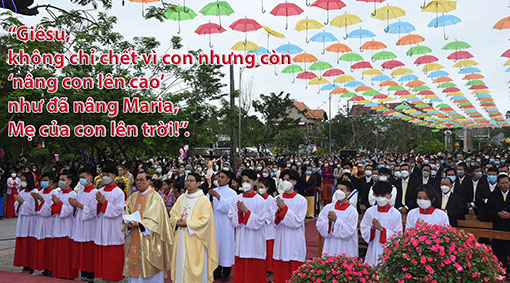 “Giêsu,
không chỉ chết vì con nhưng còn
‘nâng con lên cao’
như đã nâng Maria,
Mẹ của con lên trời!”.